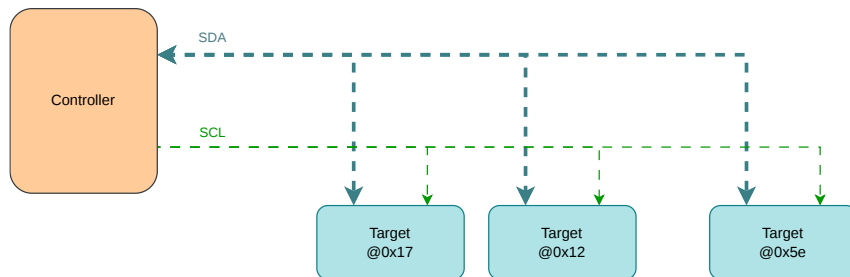 SDA
Controller
SCL
Target
@0x17
Target
@0x12
Target
@0x5e